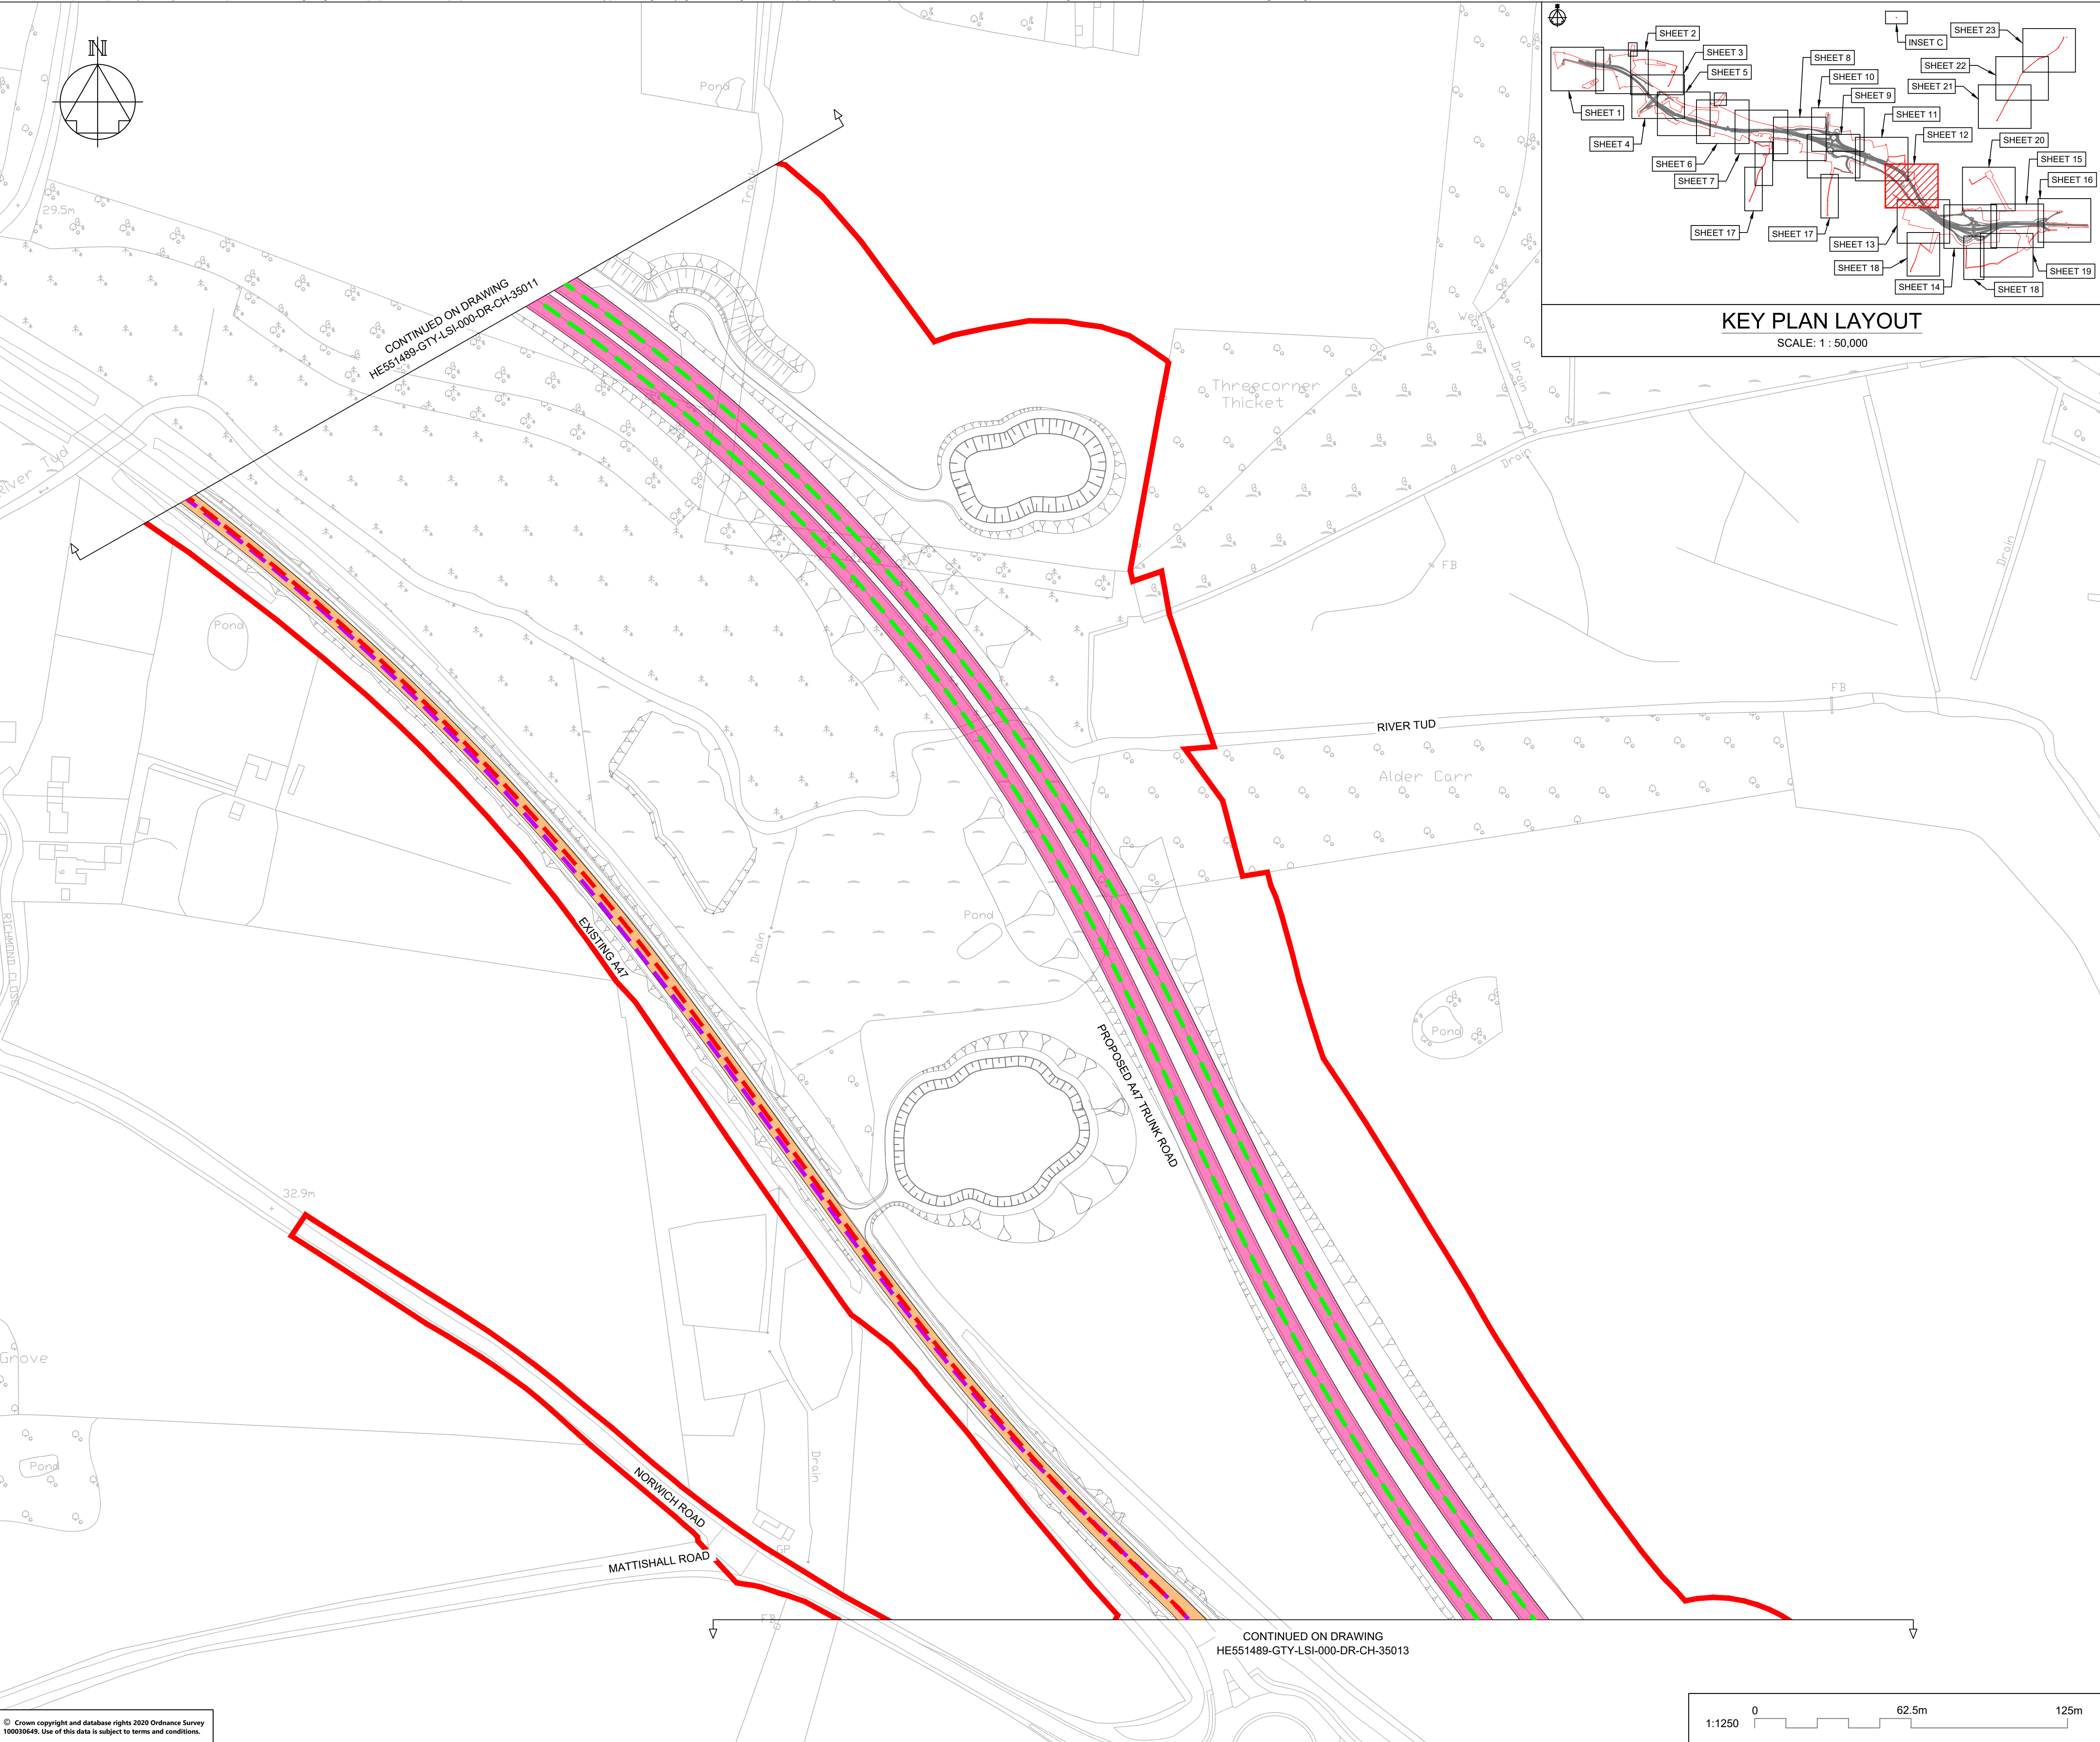 N
Pond
Track
29.5m
CONTINUED ON DRAWING
HE551489-GTY-LSI-000-DR-CH-35011
River Tud
Weir
Drain
Threecorner
Thicket
Drain
FB
Drain
Pond
FB
RIVER TUD
Alder Carr
RICHMOND CLOSE
EXISTING A47
Drain
Pond
Pond
PROPOSED A47 TRUNK ROAD
32.9m
Grove
Pond
Drain
NORWICH ROAD
MATTISHALL ROAD
GP
FB
CONTINUED ON DRAWING
HE551489-GTY-LSI-000-DR-CH-35013
SHEET 1
SHEET 2
SHEET 3
SHEET 5
SHEET 4
SHEET 6
SHEET 7
SHEET 8
SHEET 10
SHEET 9
SHEET 11
SHEET 12
INSET C
SHEET 23
SHEET 22
SHEET 21
SHEET 20
SHEET 15
SHEET 16
SHEET 17
SHEET 17
SHEET 13
SHEET 18
SHEET 14
SHEET 18
SHEET 19
KEY PLAN LAYOUT
SCALE: 1 : 50,000
© Crown copyright and database rights 2020 Ordnance Survey
100030649. Use of this data is subject to terms and conditions.
1:1250
0
62.5m
125m